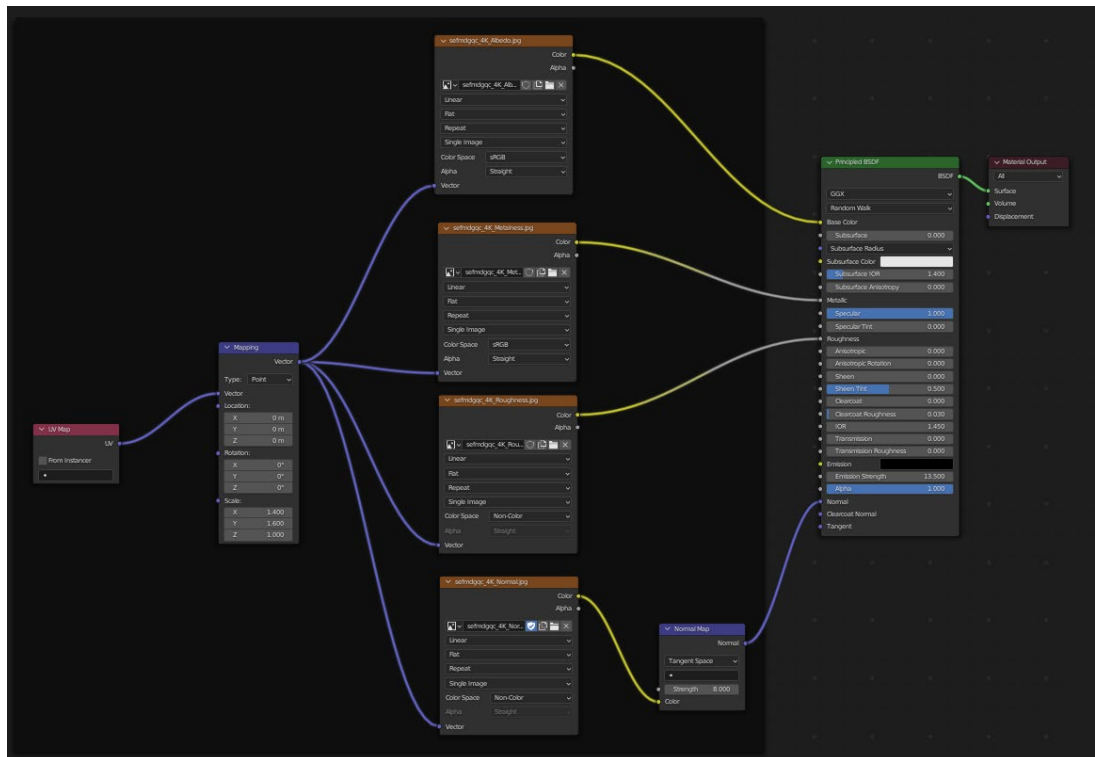 sefmdgqc_4K_Albedo.jpg
Color
Alpha
sefmdgqc_4K_Ab...
Linear
Flat
Repeat
Single Image
Color Space sRGB
Alpha Straight
Vector
sefmdgqc_4K_Metalness.jpg
Color
Alpha
sefmdgqc_4K_Met...
Linear
Flat
Repeat
Single Image
Color Space sRGB
Alpha Straight
Vector
sefmdgqc_4K_Roughness.jpg
Color
Alpha
sefmdgqc_4K_Rou...
Linear
Flat
Repeat
Single Image
Color Space Non-Color
Alpha Straight
Vector
sefmdgqc_4K_Normal.jpg
Color
Alpha
sefmdgqc_4K_Nor...
Linear
Flat
Repeat
Single Image
Color Space Non-Color
Alpha Straight
Vector
UV Map
UV
From Instancer
Mapping
Vector
Type: Point
Vector
Location:
X 0 m
Y 0 m
Z 0 m
Rotation:
X 0°
Y 0°
Z 0°
Scale:
X 1.400
Y 1.600
Z 1.000
Normal Map
Normal
Tangent Space
Strength 8.000
Color
Principled BSDF
BSDF
GGX
Random Walk
Base Color
Subsurface 0.000
Subsurface Radius
Subsurface Color
Subsurface IOR 1.400
Subsurface Anisotropy 0.000
Metallic
Specular 1.000
Specular Tint 0.000
Roughness
Anisotropic 0.000
Anisotropic Rotation 0.000
Sheen 0.000
Sheen Tint 0.500
Clearcoat 0.000
Clearcoat Roughness 0.030
IOR 1.450
Transmission 0.000
Transmission Roughness 0.000
Emission
Emission Strength 13.500
Alpha 1.000
Normal
Clearcoat Normal
Tangent
Material Output
All
Surface
Volume
Displacement